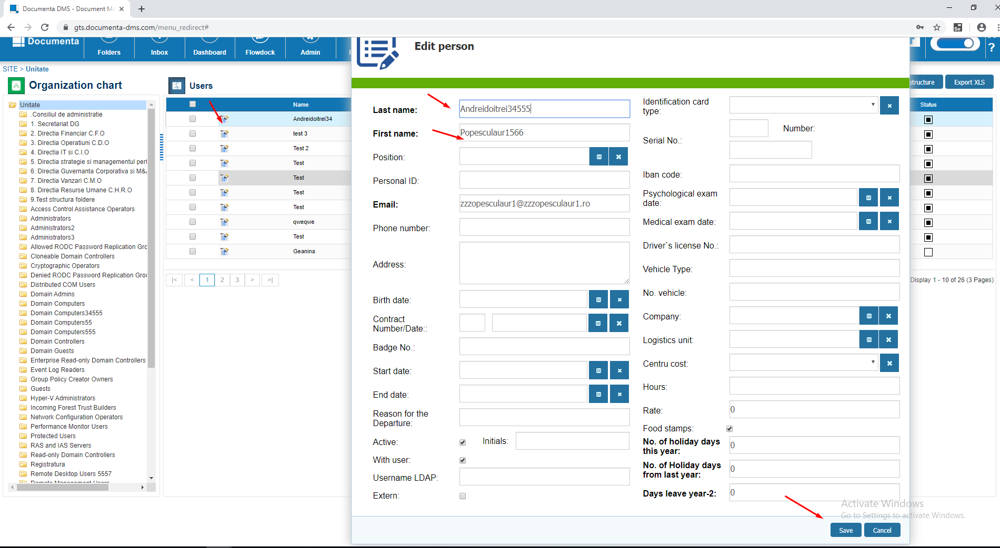 Documenta DMS - Document Ma
gts.documenta-dms.com/menu_redirect#
Se
Documenta
Folders
Inbox
Dashboard
Flowdock
Admin
?
SITE > Unitate
Organization chart
Unitate
.Consiliul de administratie
1. Secretariat DG
2. Directia Financiar C.F.O
3. Directia Operatiuni C.D.O
4. Directia IT si C.I.O
5. Directia strategie si managementul perf
6. Directia Guvernanta Corporativa si M&
7. Directia Vanzari C.M.O
8. Directia Resurse Umane C.H.R.O
9.Test structura foldere
Access Control Assistance Operators
Administrators
Administrators2
Administrators3
Allowed RODC Password Replication Gro
Cloneable Domain Controllers
Cryptographic Operators
Denied RODC Password Replication Grou
Distributed COM Users
Domain Admins
Domain Computers
Domain Computers34555
Domain Computers55
Domain Computers555
Domain Controllers
Domain Guests
Enterprise Read-only Domain Controllers
Event Log Readers
Group Policy Creator Owners
Guests
Hyper-V Administrators
Incoming Forest Trust Builders
Network Configuration Operators
Performance Monitor Users
Protected Users
RAS and IAS Servers
Read-only Domain Controllers
Registratura
Remote Desktop Users 5557
Remote Management Users
Users
Name
Andreidoitrei34
test 3
Test 2
Test
Test
Test
Test
qweqwe
Test
Geanina
|< < 1 2 3 > >|
Edit person
Last name: Andreidoitrei34555
First name: Popesculaur1566
Position:
Personal ID:
Email: zzzopesculaur1@zzzopesculaur1.ro
Phone number:
Address:
Birth date:
Contract
Number/Date::
Badge No.:
Start date:
End date:
Reason for the
Departure:
Active:
Initials:
With user:
Username LDAP:
Extern:
Identification card
type:
Number:
Serial No.:
Iban code:
Psychological exam
date:
Medical exam date:
Driver`s license No.:
Vehicle Type:
No. vehicle:
Company:
Logistics unit:
Centru cost:
Hours:
Rate: 0
Food stamps:
No. of holiday days
this year: 0
No. of Holiday days
from last year: 0
Days leave year-2: 0
Save
Cancel
structure
Export XLS
Status
Display 1 - 10 of 26 (3 Pages)
Activate Windows
Go to Settings to activate Windows.